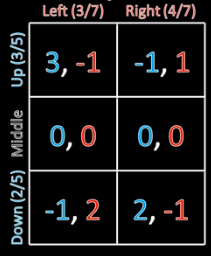 Left (3/7) Right (4/7)
Up (3/5) 3, -1 -1, 1
Middle 0, 0 0, 0
Down (2/5) -1, 2 2, -1